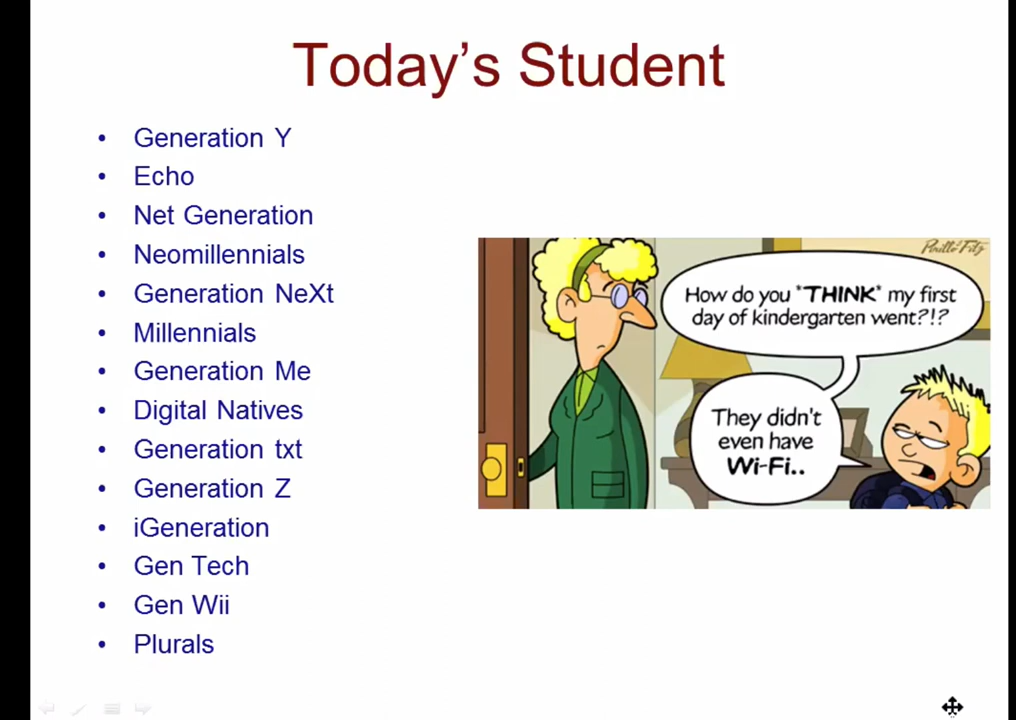 Today’s Student
• Generation Y
• Echo
• Net Generation
• Neomillennials
• Generation NeXt
• Millennials
• Generation Me
• Digital Natives
• Generation txt
• Generation Z
• iGeneration
• Gen Tech
• Gen Wii
• Plurals
How do you *THINK* my first
day of kindergarten went?!?
They didn't
even have
Wi-Fi..